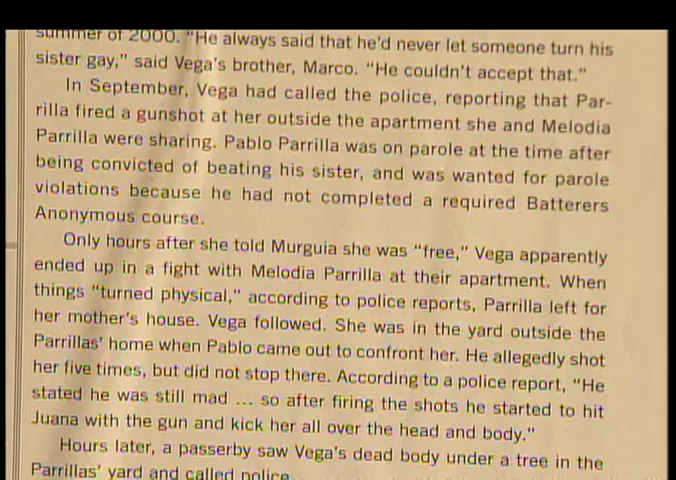 summer of 2000. "He always said that he'd never let someone turn his
sister gay," said Vega's brother, Marco. "He couldn't accept that."
In September, Vega had called the police, reporting that Par-
rilla fired a gunshot at her outside the apartment she and Melodia
Parrilla were sharing. Pablo Parrilla was on parole at the time after
being convicted of beating his sister, and was wanted for parole
violations because he had not completed a required Batterers
Anonymous course.
Only hours after she told Murguia she was "free," Vega apparently
ended up in a fight with Melodia Parrilla at their apartment. When
things "turned physical," according to police reports, Parrilla left for
her mother's house. Vega followed. She was in the yard outside the
Parrillas' home when Pablo came out to confront her. He allegedly shot
her five times, but did not stop there. According to a police report, "He
stated he was still mad ... so after firing the shots he started to hit
Juana with the gun and kick her all over the head and body."
Hours later, a passerby saw Vega's dead body under a tree in the
Parrillas' yard and called police.